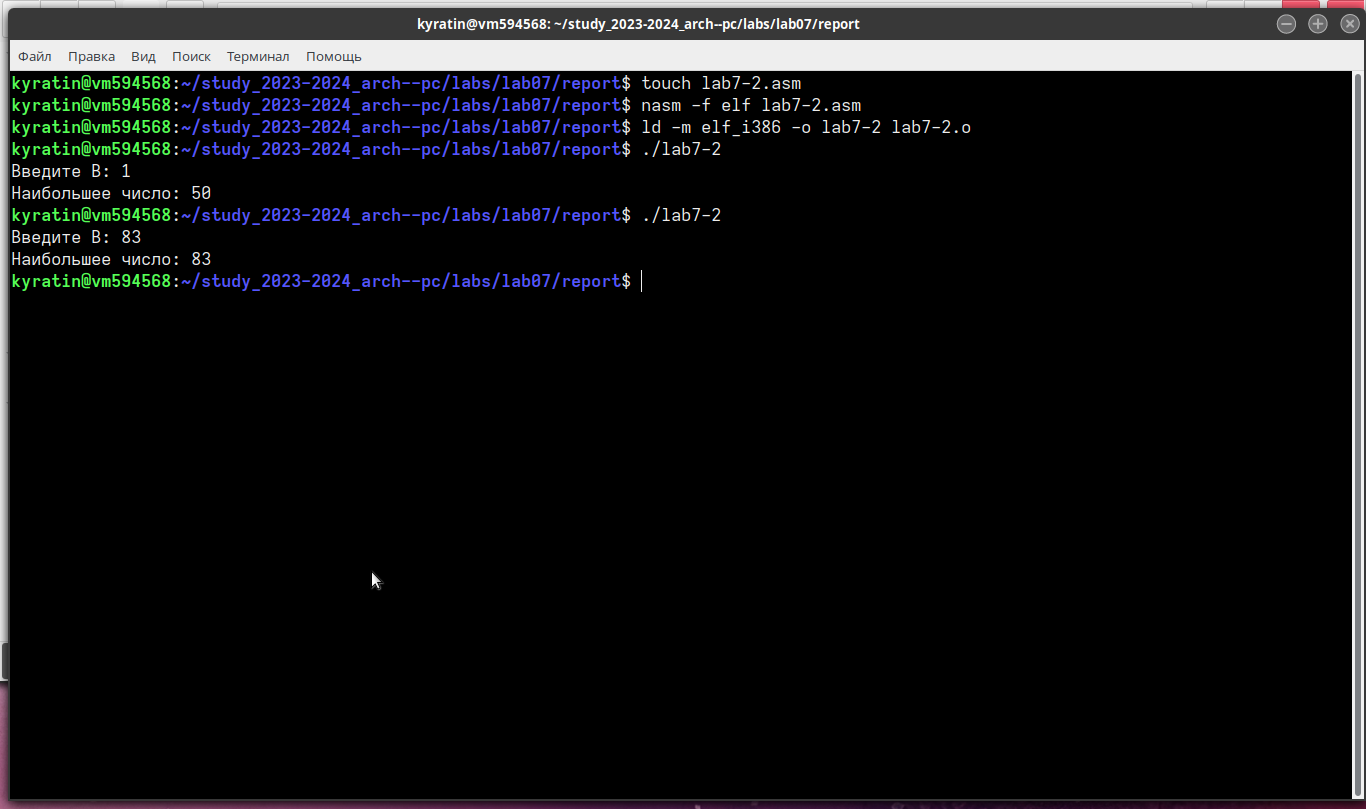 kyratin@vm594568: ~/study_2023-2024_arch--pc/labs/lab07/report
Файл Правка Вид Поиск Терминал Помощь
kyratin@vm594568:~/study_2023-2024_arch--pc/labs/lab07/report$ touch lab7-2.asm
kyratin@vm594568:~/study_2023-2024_arch--pc/labs/lab07/report$ nasm -f elf lab7-2.asm
kyratin@vm594568:~/study_2023-2024_arch--pc/labs/lab07/report$ ld -m elf_i386 -o lab7-2 lab7-2.o
kyratin@vm594568:~/study_2023-2024_arch--pc/labs/lab07/report$ ./lab7-2
Введите B: 1
Наибольшее число: 50
kyratin@vm594568:~/study_2023-2024_arch--pc/labs/lab07/report$ ./lab7-2
Введите B: 83
Наибольшее число: 83
kyratin@vm594568:~/study_2023-2024_arch--pc/labs/lab07/report$